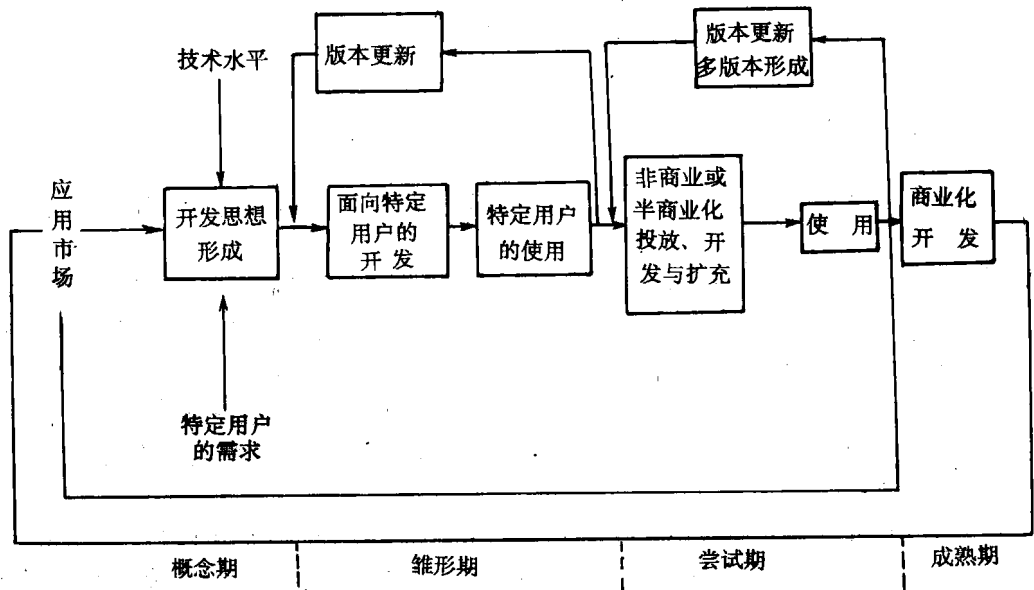 技术水平
版本更新
版本更新
多版本形成
应用市场
开发思想
形成
面向特定
用户的
开 发
特定用户
的使用
非商业或
半商业化
投放、开
发与扩充
使 用
商业化
开 发
特定用户
的需求
概念期
雏形期
尝试期
成熟期